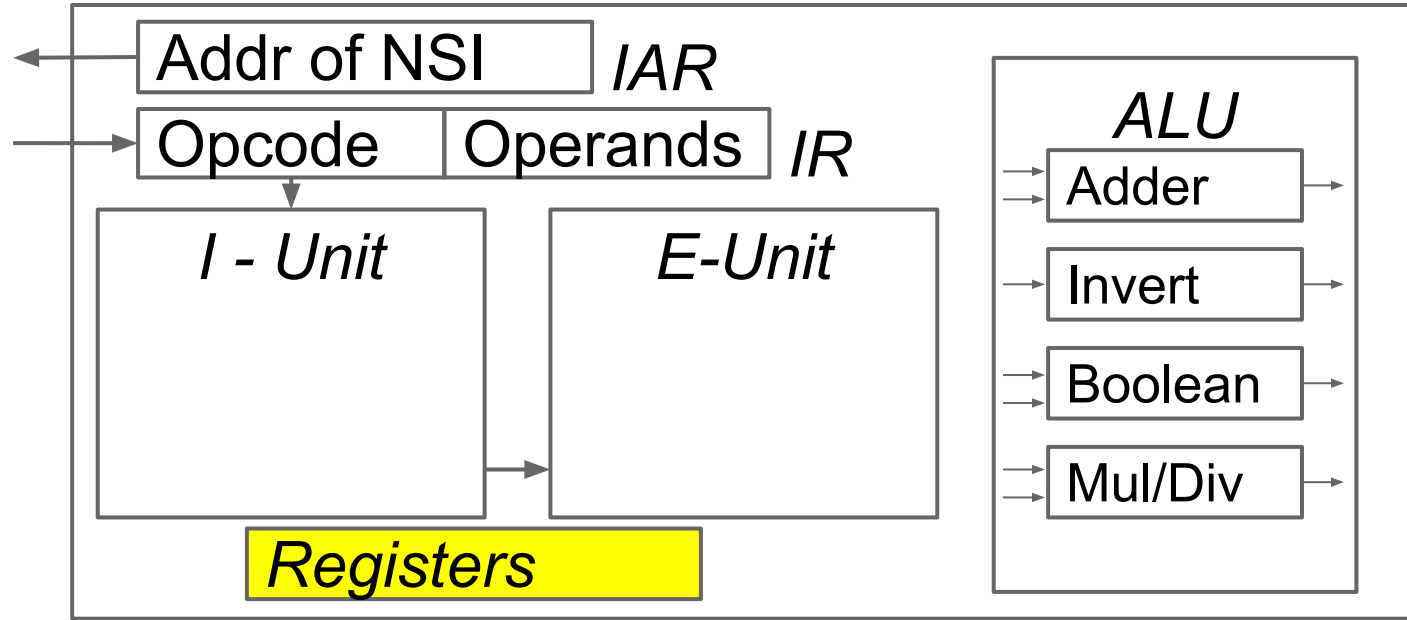 Addr of NSI IAR
Opcode Operands IR
I - Unit
E-Unit
Registers
ALU
Adder
Invert
Boolean
Mul/Div